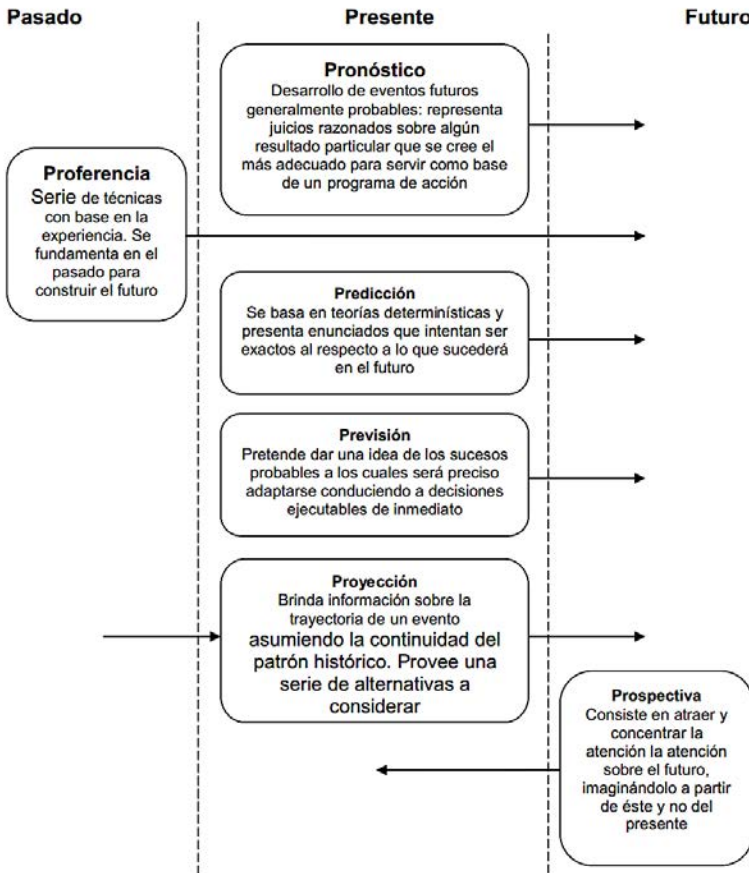 Pasado
Presente
Futuro
Pronóstico
Desarrollo de eventos futuros
generalmente probables: representa
juicios razonados sobre algún
resultado particular que se cree el
más adecuado para servir como base
de un programa de acción
Proferencia
Serie de técnicas
con base en la
experiencia. Se
fundamenta en el
pasado para
construir el futuro
Predicción
Se basa en teorías determinísticas y
presenta enunciados que intentan ser
exactos al respecto a lo que sucederá
en el futuro
Previsión
Pretende dar una idea de los sucesos
probables a los cuales será preciso
adaptarse conduciendo a decisiones
ejecutables de inmediato
Proyección
Brinda información sobre la
trayectoria de un evento
asumiendo la continuidad del
patrón histórico. Provee una
serie de alternativas a
considerar
Prospectiva
Consiste en atraer y
concentrar la
atención la atención
sobre el futuro,
imaginándolo a partir
de éste y no del
presente